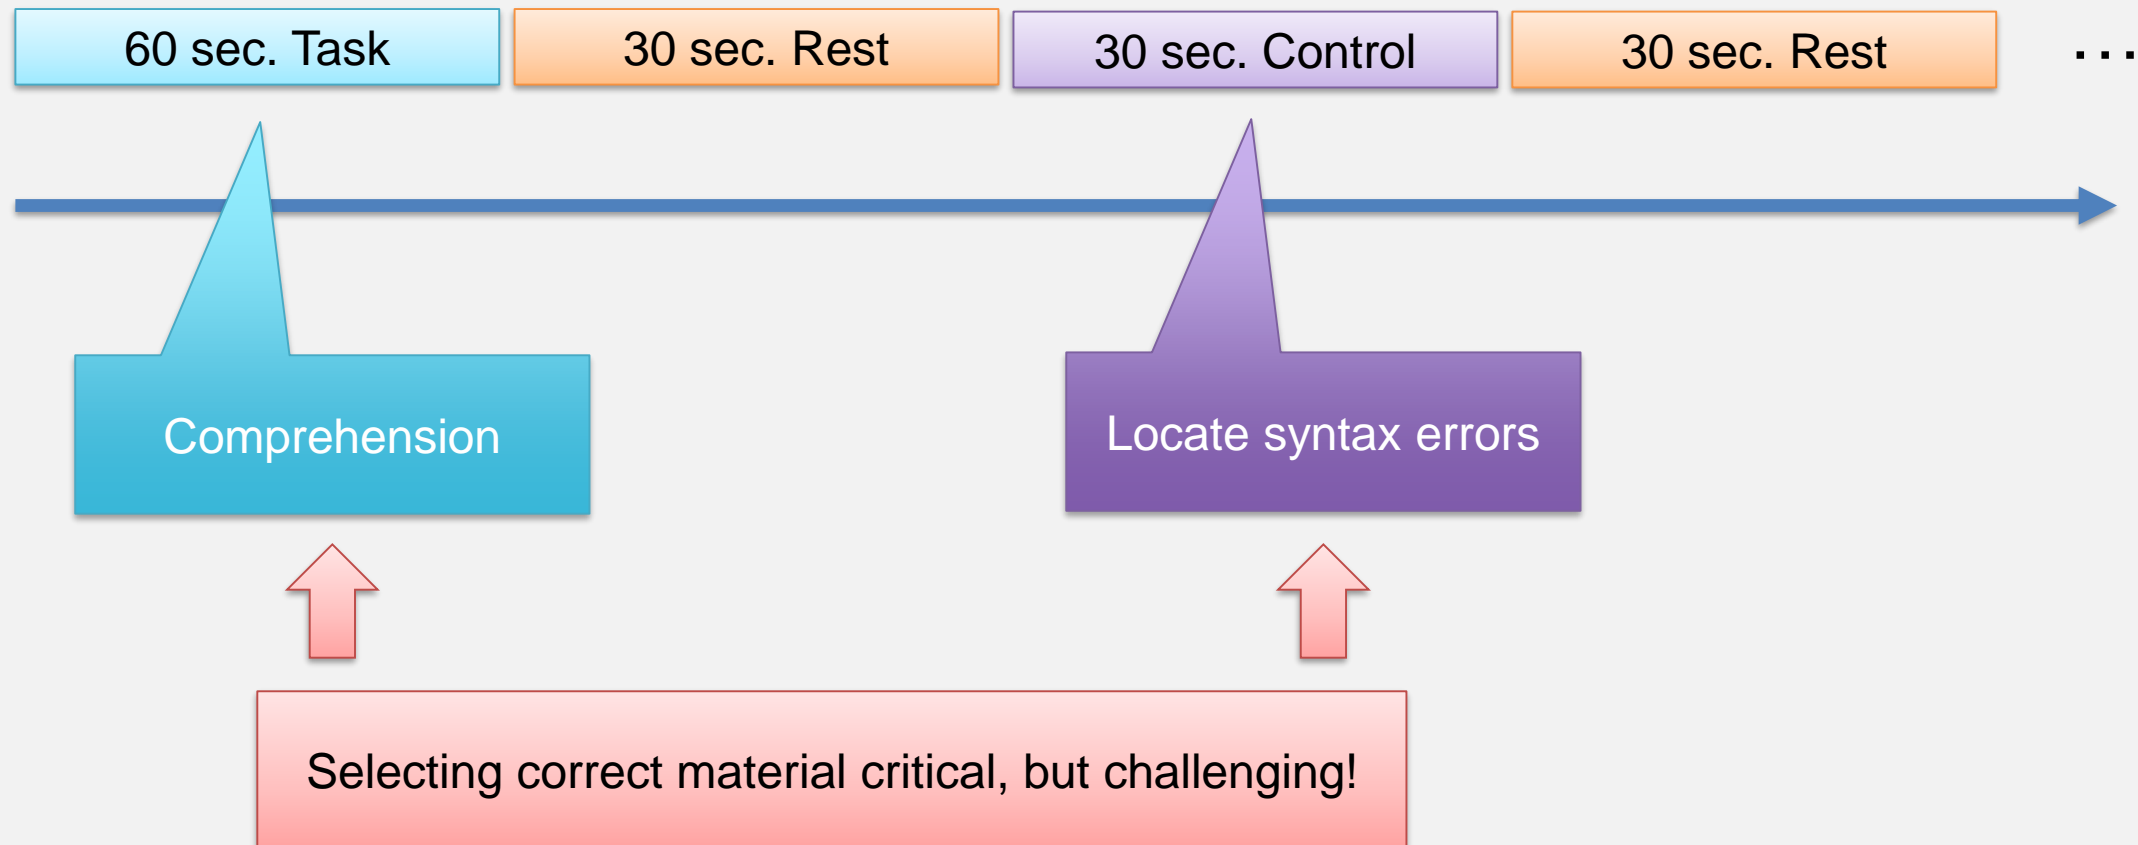 60 sec. Task
30 sec. Rest
30 sec. Control
30 sec. Rest
...
Comprehension
Locate syntax errors
Selecting correct material critical, but challenging!